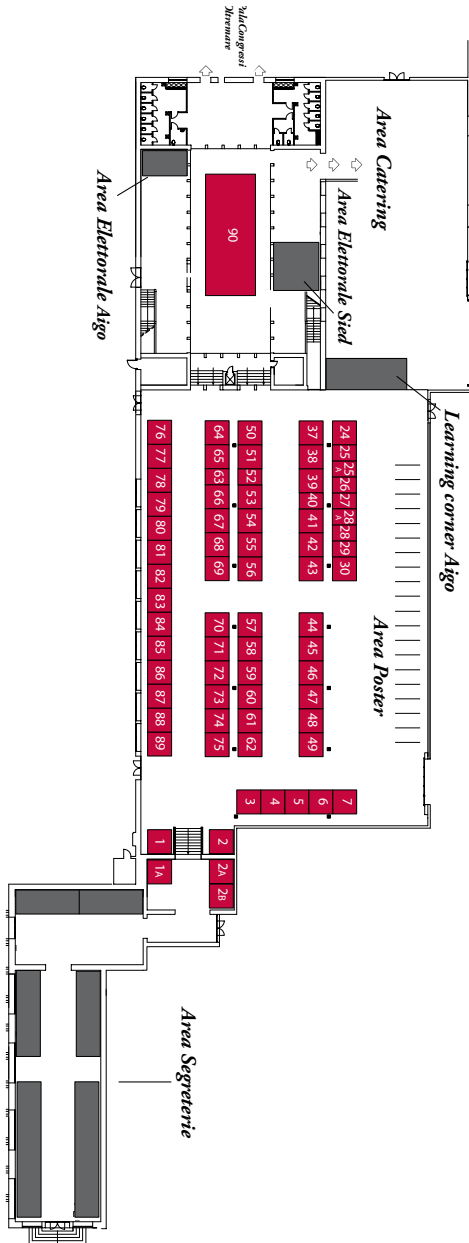 PalaCongressi
Oltremare
Area Catering
Area Elettorale Sied
Area Elettorale Aigo
Learning corner Aigo
90
24 25 25A 26 27 28A 28 29 30
37 38 39 40 41 42 43
44 45 46 47 48 49
50 51 52 53 54 55 56
57 58 59 60 61 62
64 65 63 66 67 68 69
70 71 72 73 74 75
76 77 78 79 80 81 82 83 84 85 86 87 88 89
Area Poster
7
6
5
4
3
2
1
2A
2B
1A
Area Segreterie